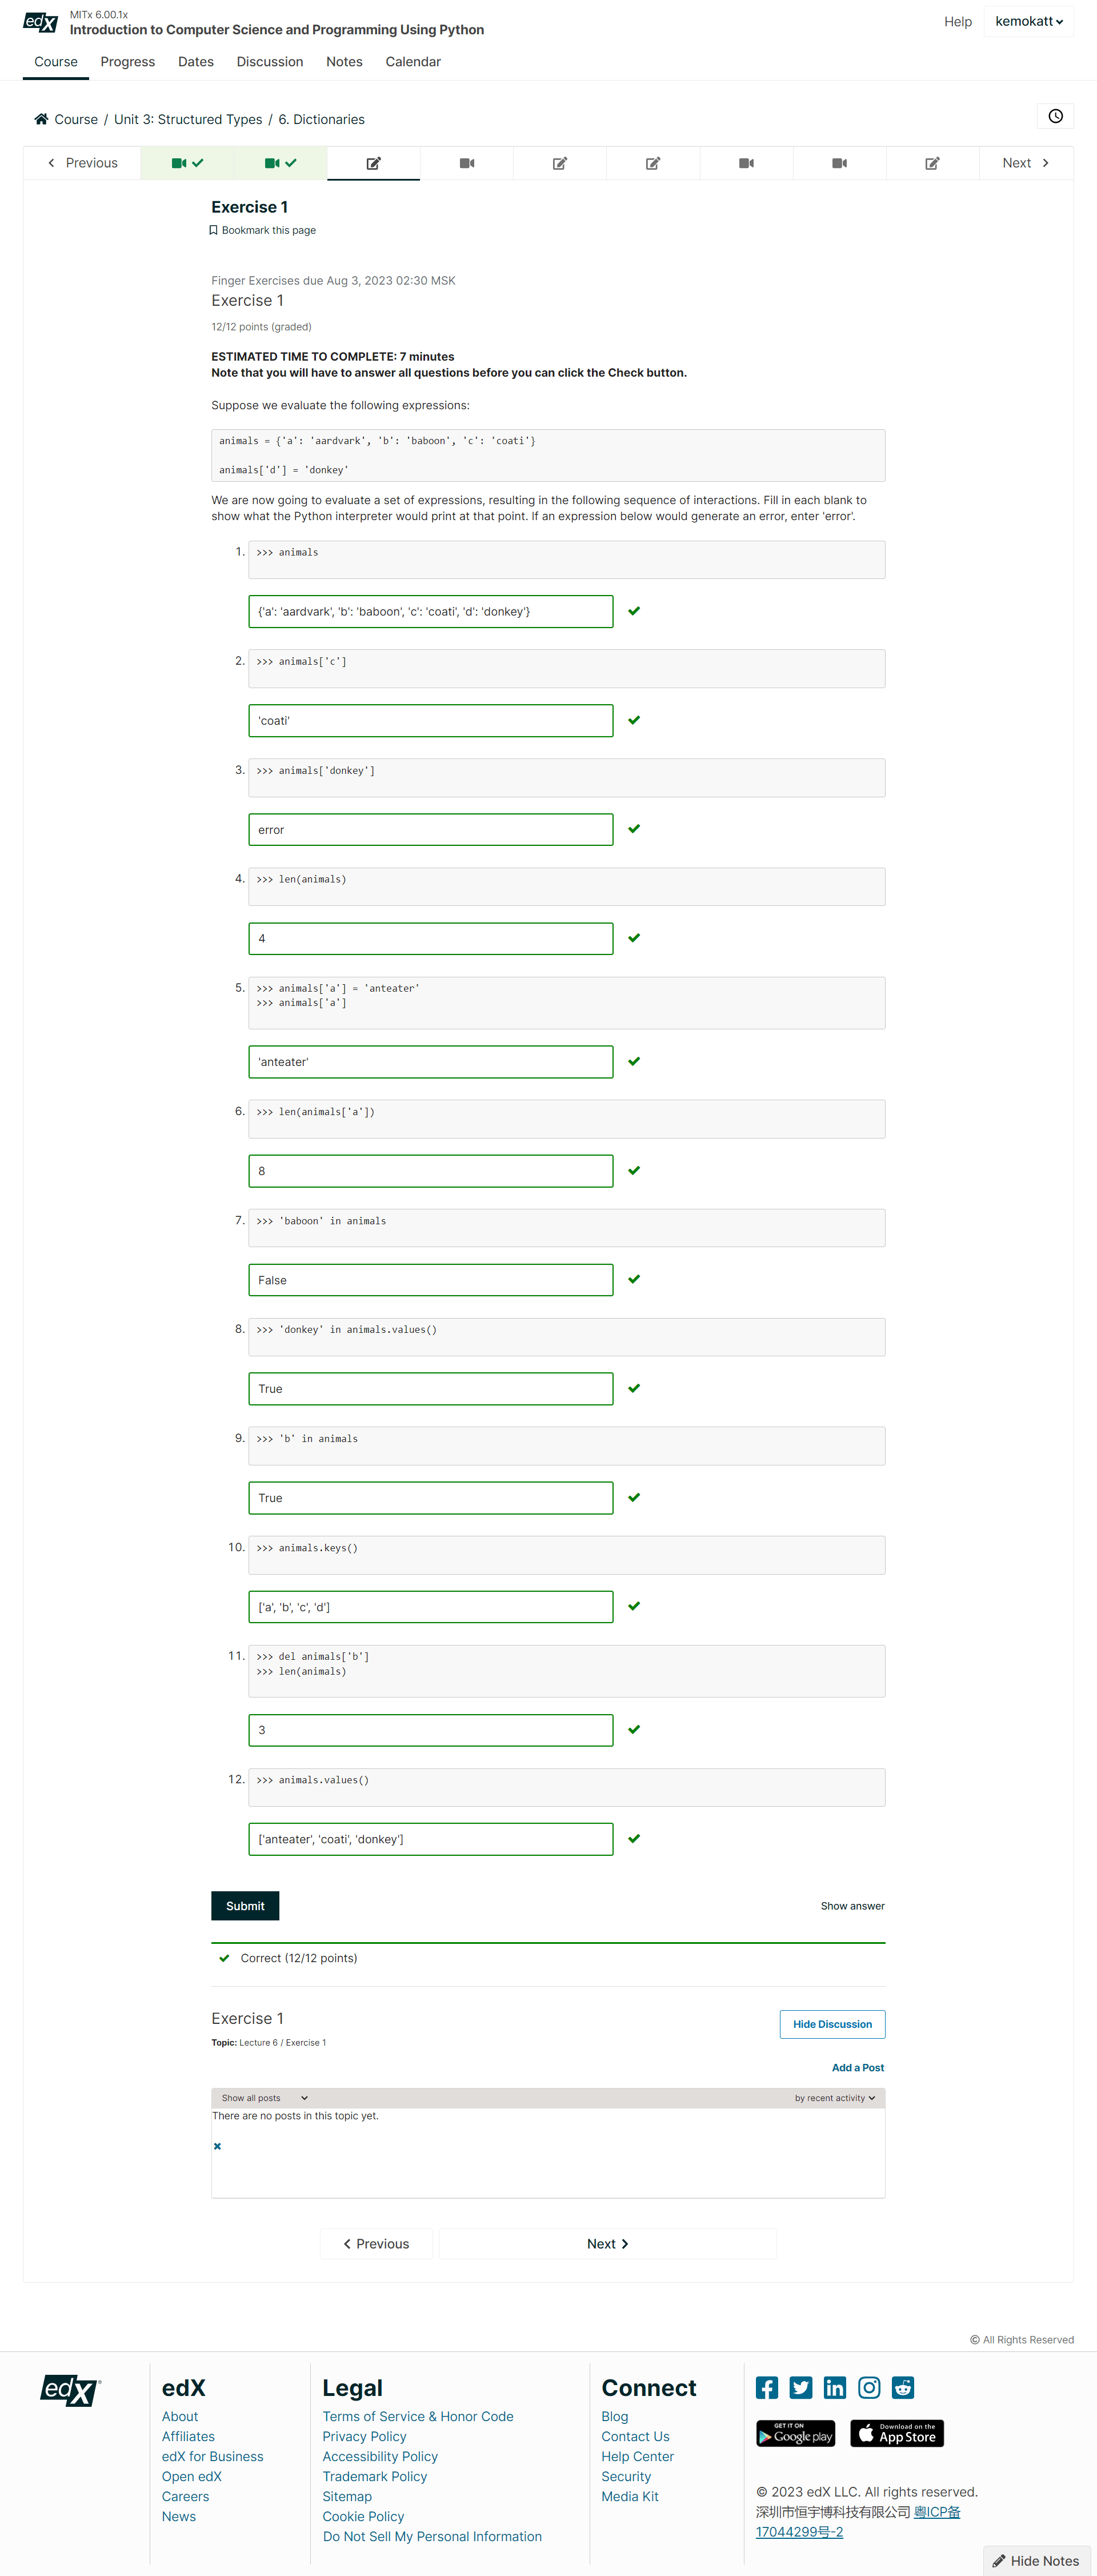 edX
MITx 6.00.1x
Introduction to Computer Science and Programming Using Python
Help
kemokatt
Course Progress Dates Discussion Notes Calendar
Course / Unit 3: Structured Types / 6. Dictionaries
Previous
Next
Exercise 1
Bookmark this page
Finger Exercises due Aug 3, 2023 02:30 MSK
Exercise 1
12/12 points (graded)
ESTIMATED TIME TO COMPLETE: 7 minutes
Note that you will have to answer all questions before you can click the Check button.
Suppose we evaluate the following expressions:
animals = {'a': 'aardvark', 'b': 'baboon', 'c': 'coati'}
animals['d'] = 'donkey'
We are now going to evaluate a set of expressions, resulting in the following sequence of interactions. Fill in each blank to
show what the Python interpreter would print at that point. If an expression below would generate an error, enter 'error'.
1. >>> animals
{'a': 'aardvark', 'b': 'baboon', 'c': 'coati', 'd': 'donkey'}
2. >>> animals['c']
'coati'
3. >>> animals['donkey']
error
4. >>> len(animals)
4
5. >>> animals['a'] = 'anteater'
>>> animals['a']
'anteater'
6. >>> len(animals['a'])
8
7. >>> 'baboon' in animals
False
8. >>> 'donkey' in animals.values()
True
9. >>> 'b' in animals
True
10. >>> animals.keys()
['a', 'b', 'c', 'd']
11. >>> del animals['b']
>>> len(animals)
3
12. >>> animals.values()
['anteater', 'coati', 'donkey']
Submit
Show answer
Correct (12/12 points)
Exercise 1
Hide Discussion
Topic: Lecture 6 / Exercise 1
Add a Post
Show all posts
by recent activity
There are no posts in this topic yet.
Previous
Next
© All Rights Reserved
edX
edX
About
Affiliates
edX for Business
Open edX
Careers
News
Legal
Terms of Service & Honor Code
Privacy Policy
Accessibility Policy
Trademark Policy
Sitemap
Cookie Policy
Do Not Sell My Personal Information
Connect
Blog
Contact Us
Help Center
Security
Media Kit
GET IT ON
Google play
Download on the
App Store
© 2023 edX LLC. All rights reserved.
深圳市恒宇博科技有限公司 粤ICP备
17044299号-2
Hide Notes